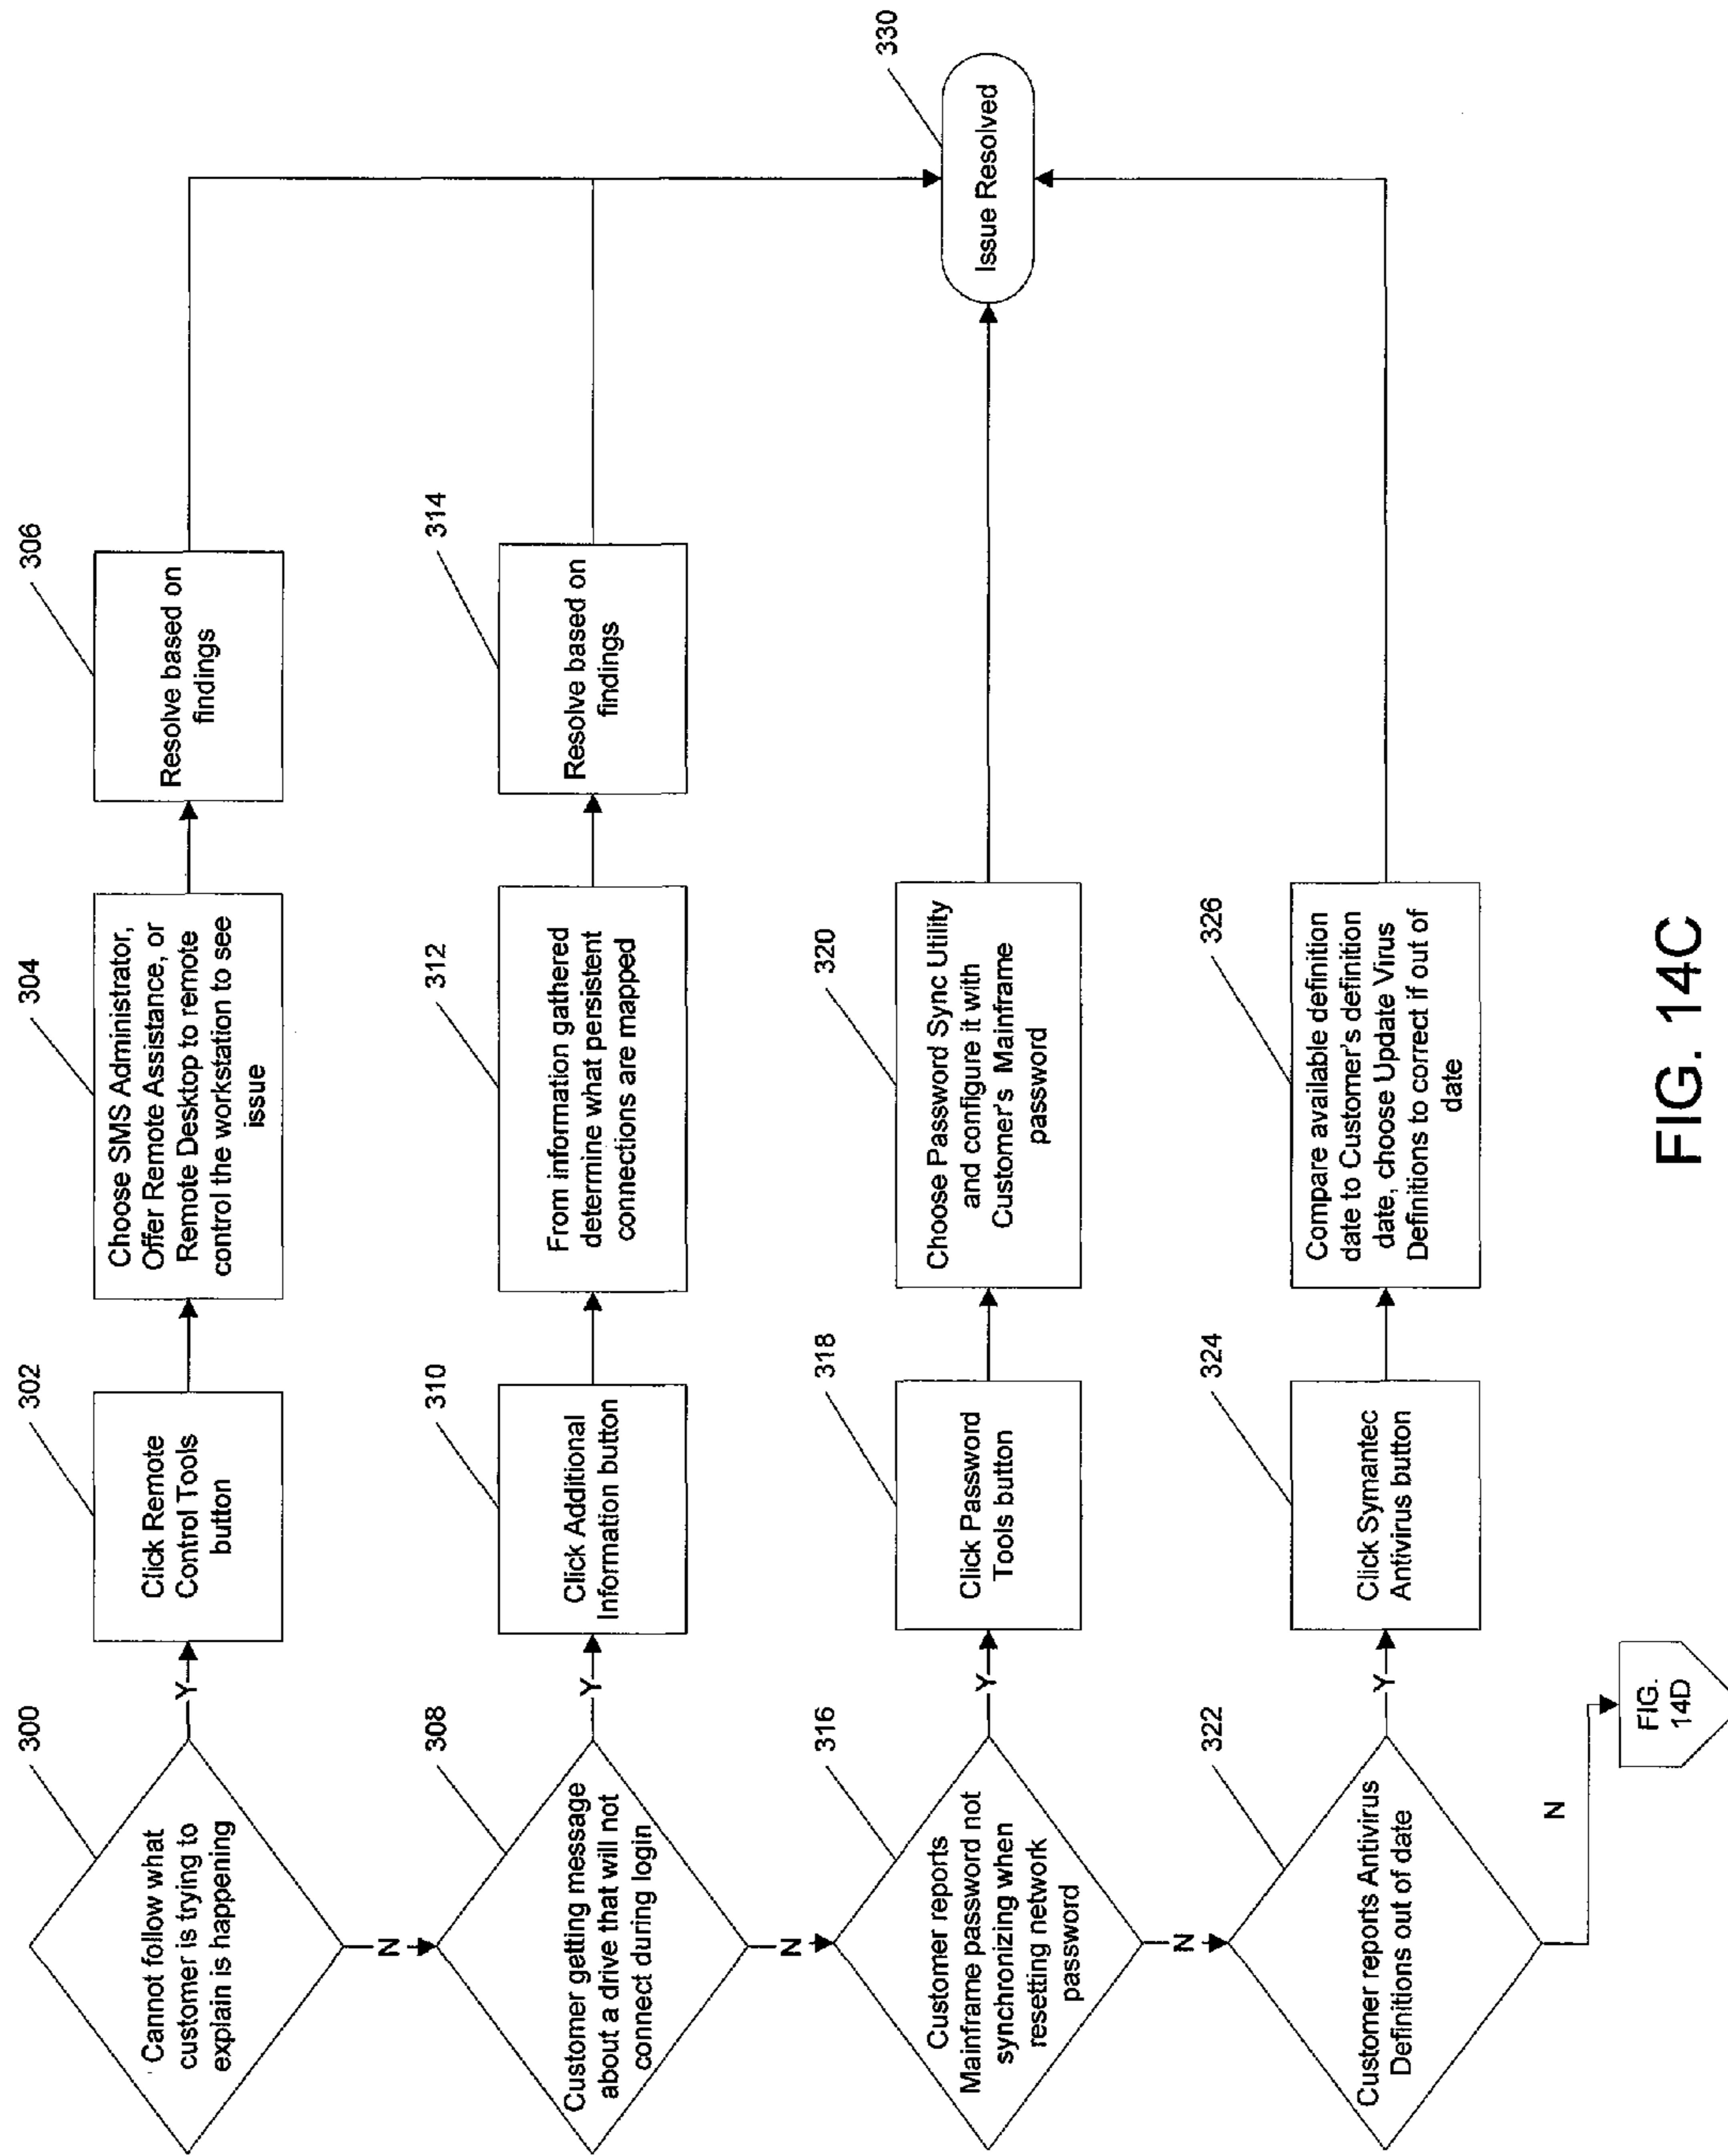 300
Cannot follow what
customer is trying to
explain is happening
Y
302
Click Remote
Control Tools
button
304
Choose SMS Administrator,
Offer Remote Assistance, or
Remote Desktop to remote
control the workstation to see
issue
306
Resolve based on
findings
N
308
Customer getting message
about a drive that will not
connect during login
Y
310
Click Additional
Information button
312
From information gathered
determine what persistent
connections are mapped
314
Resolve based on
findings
N
316
Customer reports
Mainframe password not
synchronizing when
resetting network
password
Y
318
Click Password
Tools button
320
Choose Password Sync Utility
and configure it with
Customer's Mainframe
password
330
Issue Resolved
N
322
Customer reports Antivirus
Definitions out of date
Y
324
Click Symantec
Antivirus button
326
Compare available definition
date to Customer's definition
date, choose Update Virus
Definitions to correct if out of
date
N
FIG.
14D
FIG. 14C